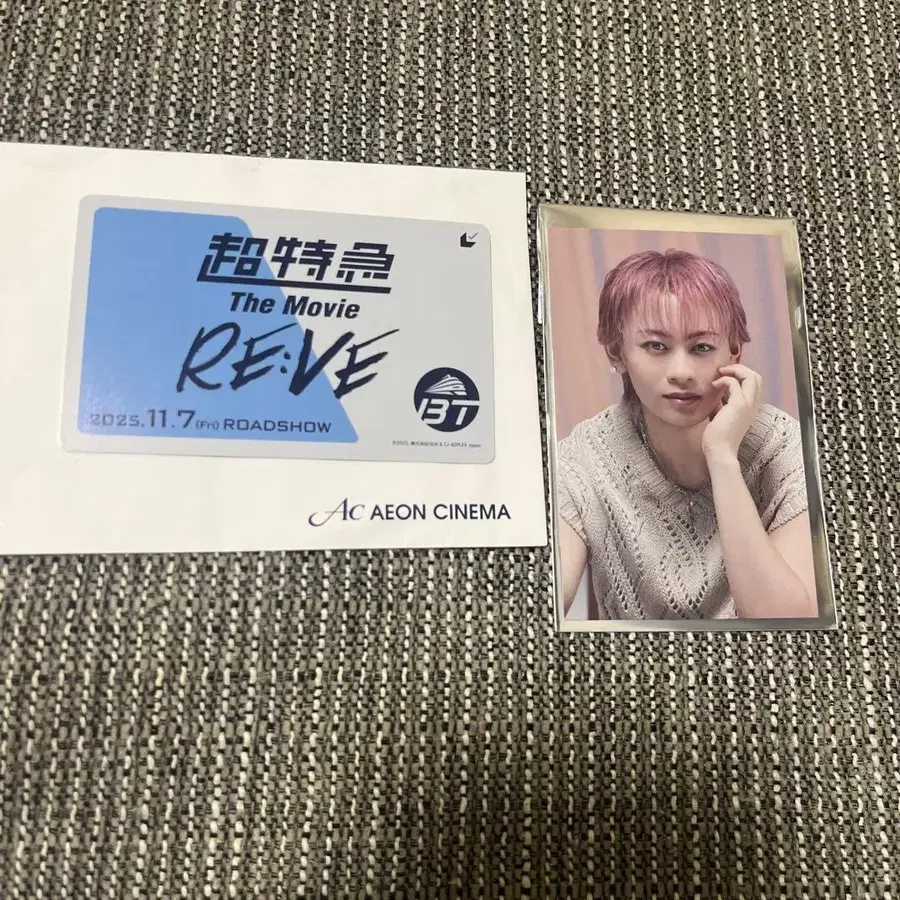 超特急
The Movie
RE:VE
BT
2025.11.7(Fri) ROADSHOW
AC AEON CINEMA